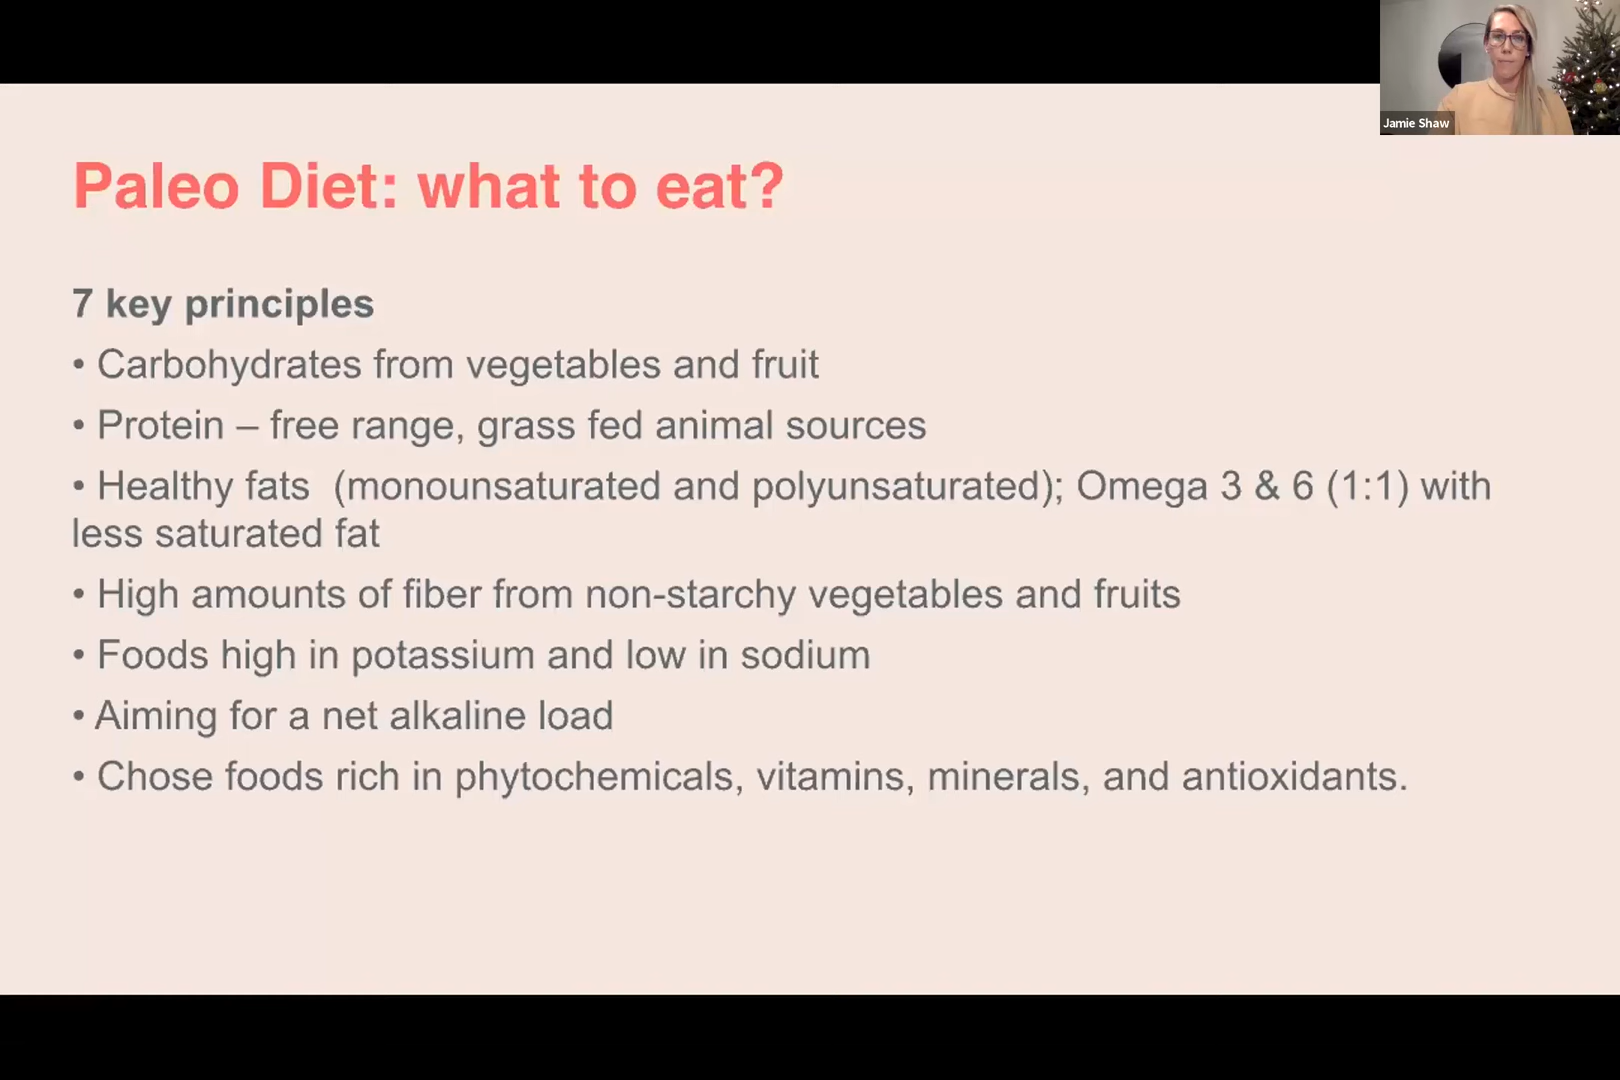 Jamie Shaw
Paleo Diet: what to eat?
7 key principles
• Carbohydrates from vegetables and fruit
• Protein – free range, grass fed animal sources
• Healthy fats  (monounsaturated and polyunsaturated); Omega 3 & 6 (1:1) with
less saturated fat
• High amounts of fiber from non-starchy vegetables and fruits
• Foods high in potassium and low in sodium
• Aiming for a net alkaline load
• Chose foods rich in phytochemicals, vitamins, minerals, and antioxidants.